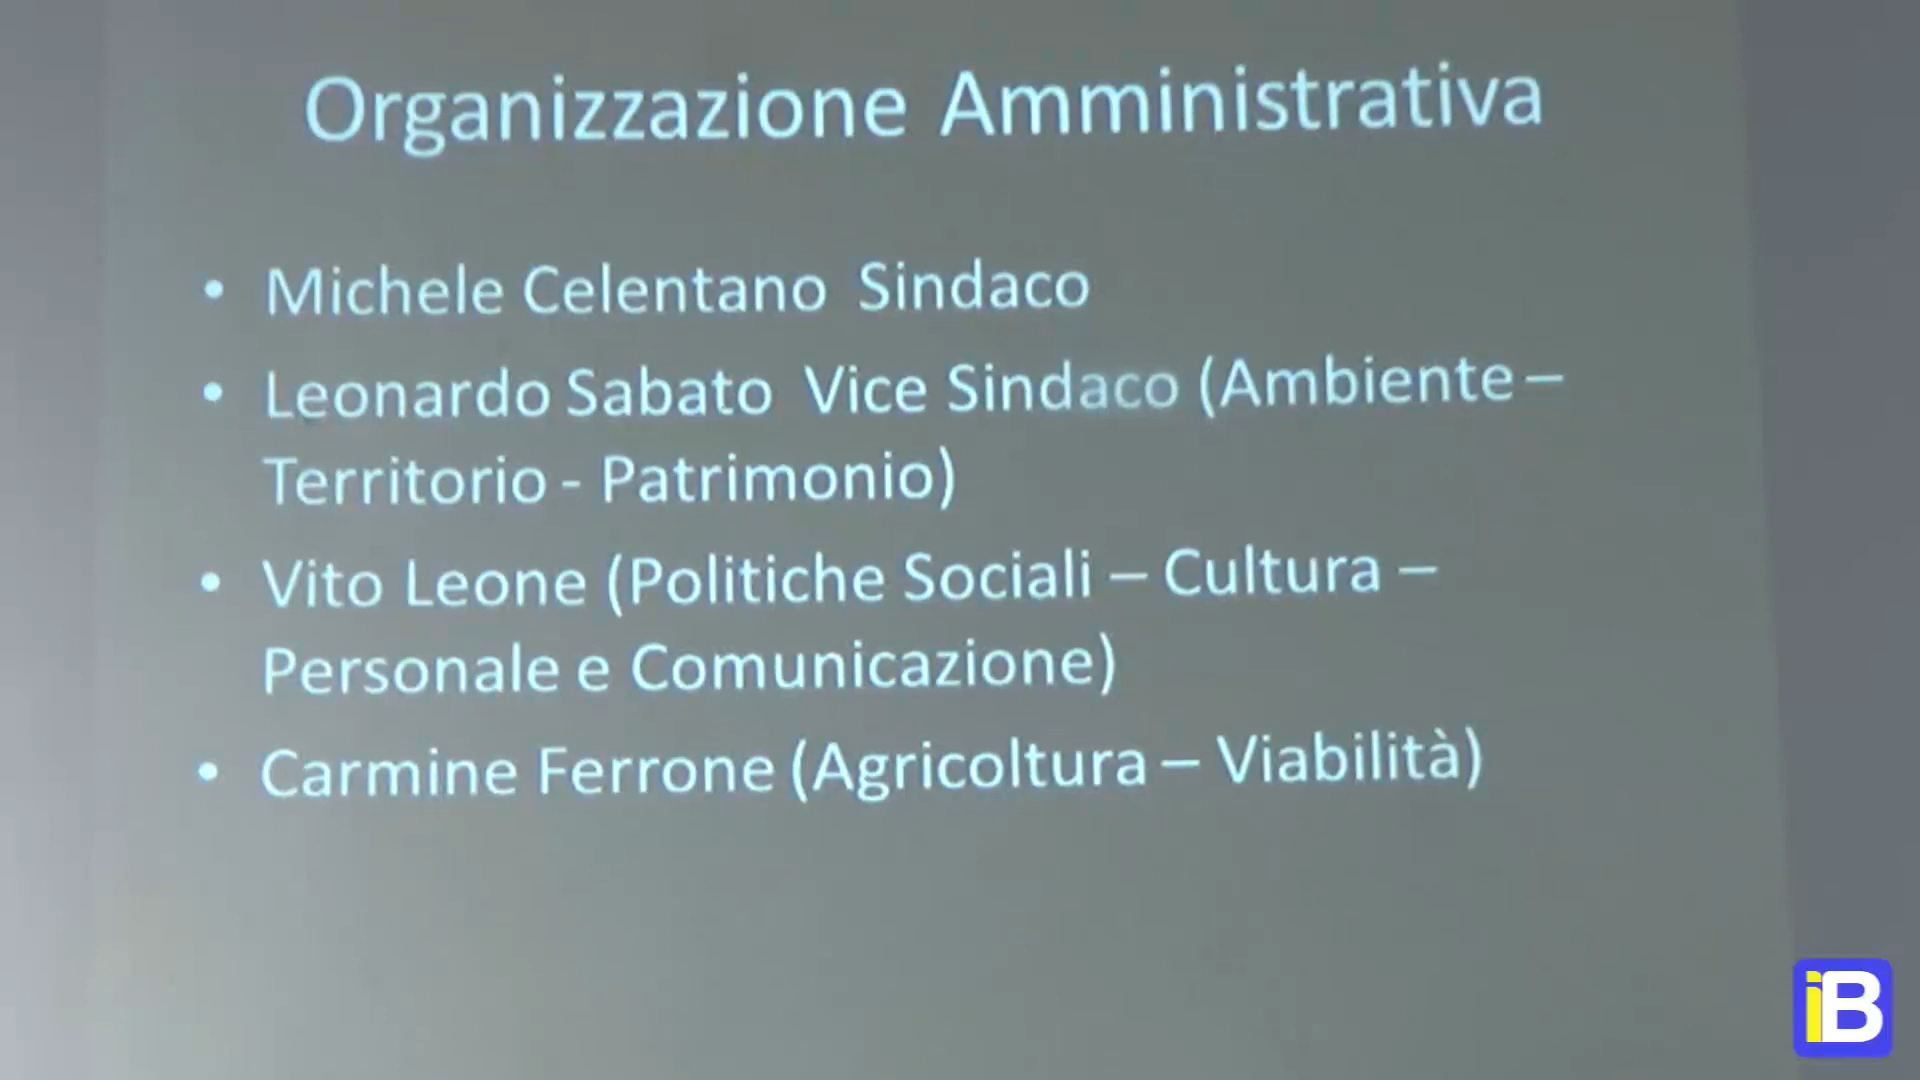 Organizzazione Amministrativa
• Michele Celentano Sindaco
• Leonardo Sabato Vice Sindaco (Ambiente –
Territorio - Patrimonio)
• Vito Leone (Politiche Sociali – Cultura –
Personale e Comunicazione)
• Carmine Ferrone (Agricoltura – Viabilità)
iB